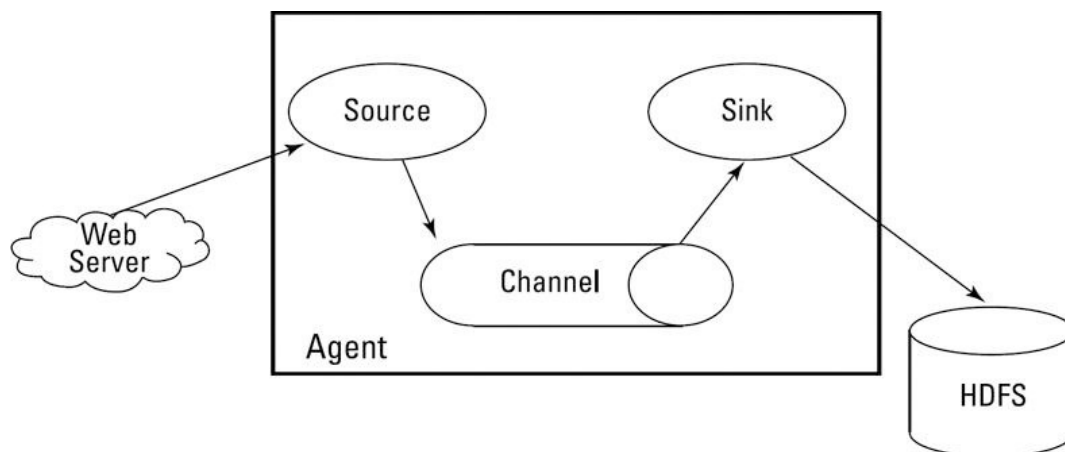 Source
Sink
Web
Server
Channel
Agent
HDFS